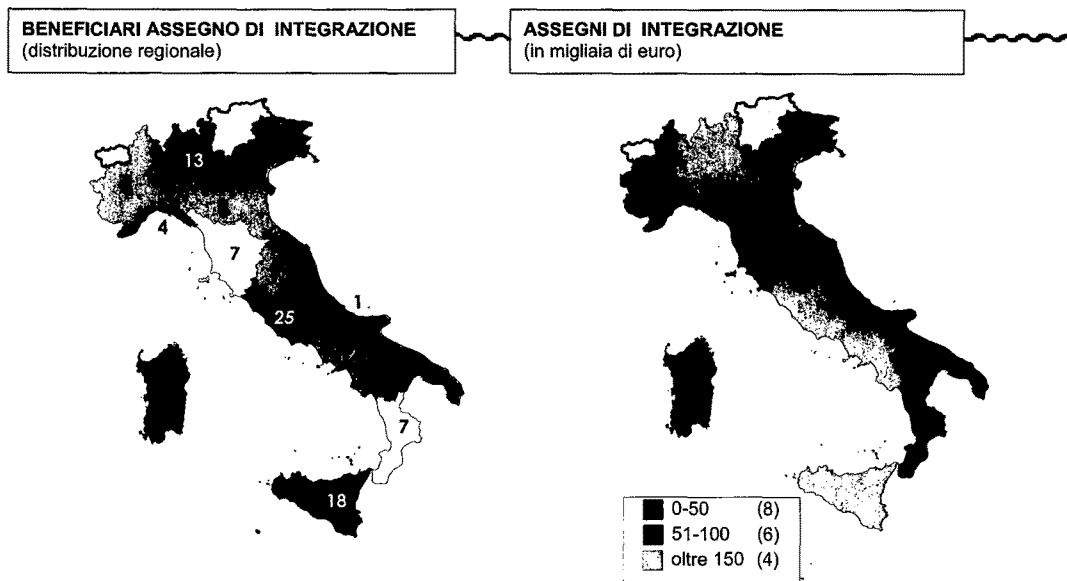 BENEFICIARI ASSEGNO DI INTEGRAZIONE
(distribuzione regionale)
ASSEGNI DI INTEGRAZIONE
(in migliaia di euro)
13
4
7
1
25
7
18
0-50 (8)
51-100 (6)
oltre 150 (4)